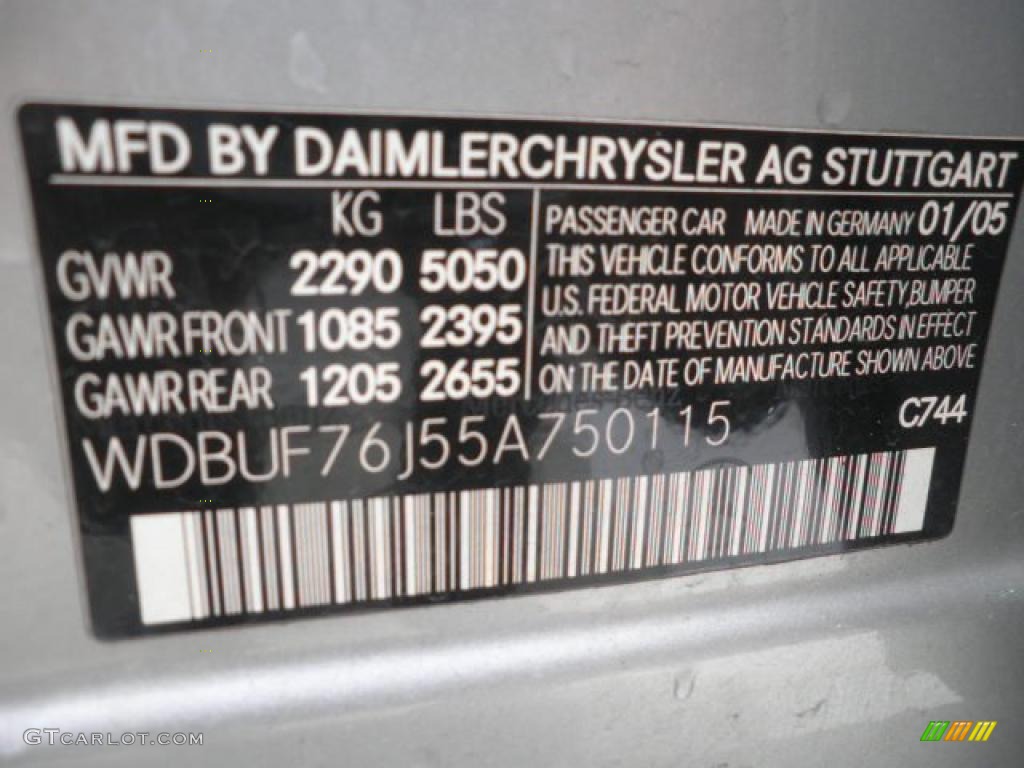 MFD BY DAIMLERCHRYSLER AG STUTTGART
KG LBS
GVWR 2290 5050
GAWR FRONT 1085 2395
GAWR REAR 1205 2655
PASSENGER CAR MADE IN GERMANY 01/05
THIS VEHICLE CONFORMS TO ALL APPLICABLE
U.S. FEDERAL MOTOR VEHICLE SAFETY, BUMPER
AND THEFT PREVENTION STANDARDS IN EFFECT
ON THE DATE OF MANUFACTURE SHOWN ABOVE
C744
WDBUF76J55A750115
Mercedes-Benz
GTCARLOT.COM